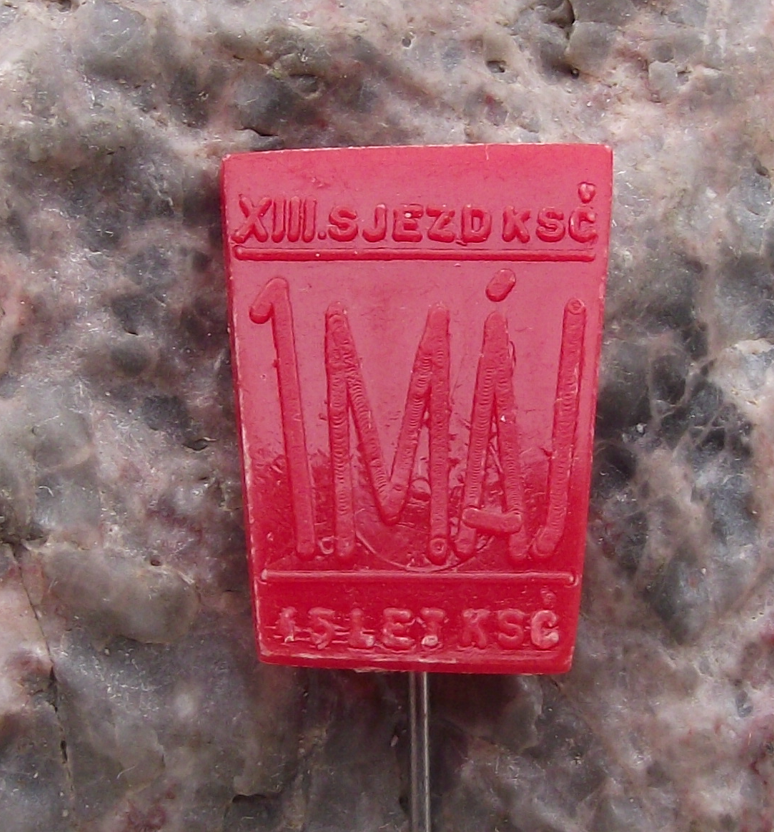 XIII. SJEZD KSČ
1 MÁJ
45 LET KSČ